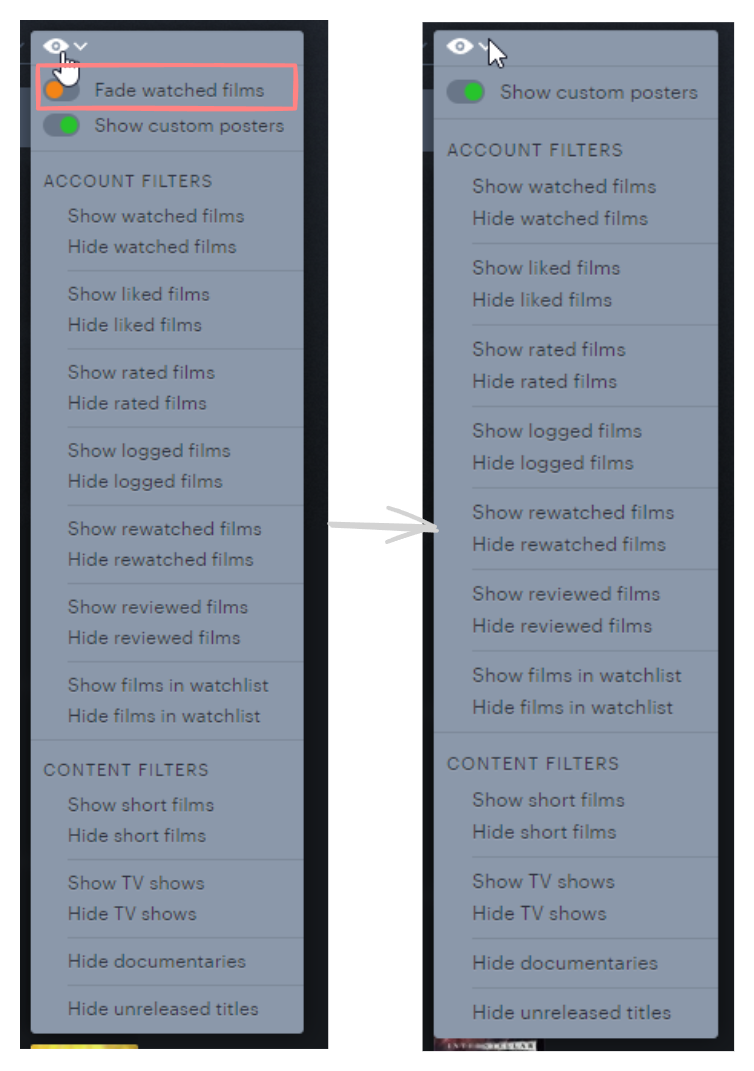 Fade watched films
Show custom posters
ACCOUNT FILTERS
Show watched films
Hide watched films
Show liked films
Hide liked films
Show rated films
Hide rated films
Show logged films
Hide logged films
Show rewatched films
Hide rewatched films
Show reviewed films
Hide reviewed films
Show films in watchlist
Hide films in watchlist
CONTENT FILTERS
Show short films
Hide short films
Show TV shows
Hide TV shows
Hide documentaries
Hide unreleased titles
Show custom posters
ACCOUNT FILTERS
Show watched films
Hide watched films
Show liked films
Hide liked films
Show rated films
Hide rated films
Show logged films
Hide logged films
Show rewatched films
Hide rewatched films
Show reviewed films
Hide reviewed films
Show films in watchlist
Hide films in watchlist
CONTENT FILTERS
Show short films
Hide short films
Show TV shows
Hide TV shows
Hide documentaries
Hide unreleased titles